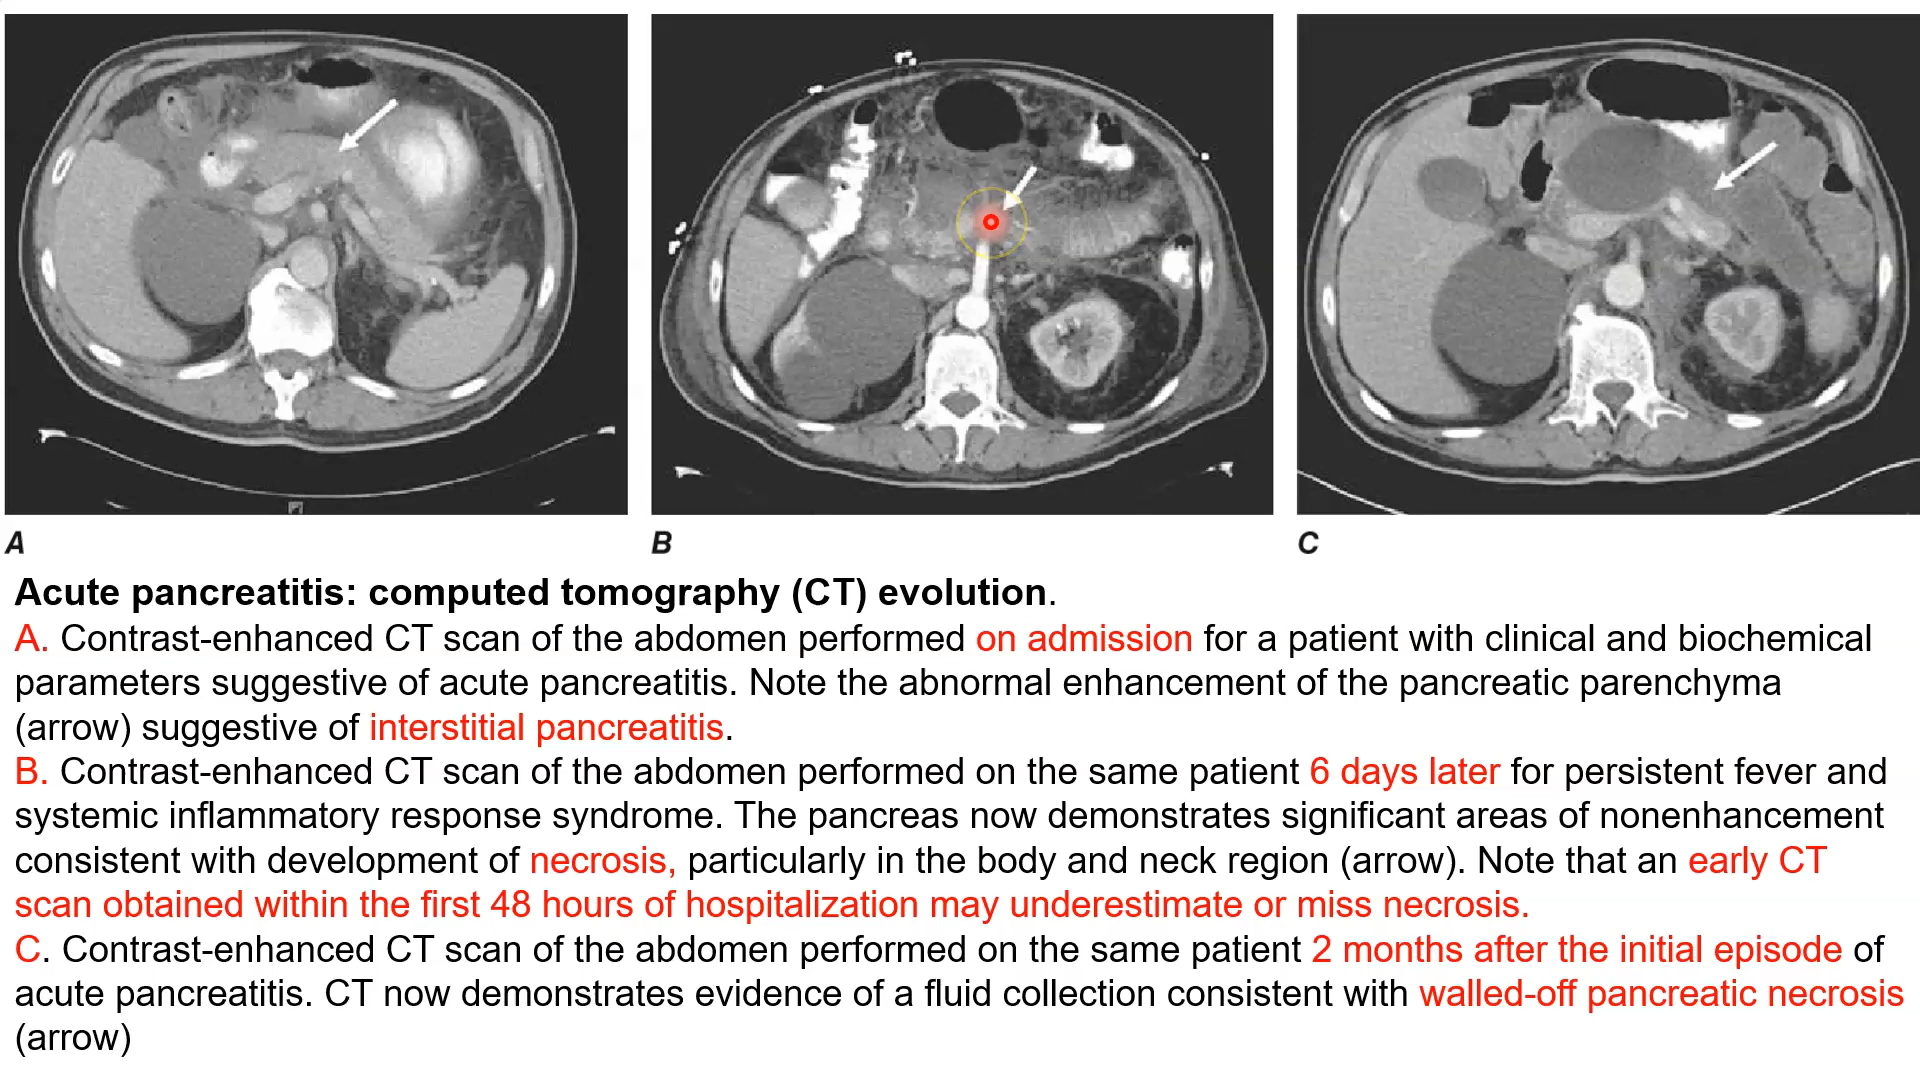 A
B
C
Acute pancreatitis: computed tomography (CT) evolution.
A. Contrast-enhanced CT scan of the abdomen performed on admission for a patient with clinical and biochemical
parameters suggestive of acute pancreatitis. Note the abnormal enhancement of the pancreatic parenchyma
(arrow) suggestive of interstitial pancreatitis.
B. Contrast-enhanced CT scan of the abdomen performed on the same patient 6 days later for persistent fever and
systemic inflammatory response syndrome. The pancreas now demonstrates significant areas of nonenhancement
consistent with development of necrosis, particularly in the body and neck region (arrow). Note that an early CT
scan obtained within the first 48 hours of hospitalization may underestimate or miss necrosis.
C. Contrast-enhanced CT scan of the abdomen performed on the same patient 2 months after the initial episode of
acute pancreatitis. CT now demonstrates evidence of a fluid collection consistent with walled-off pancreatic necrosis
(arrow)